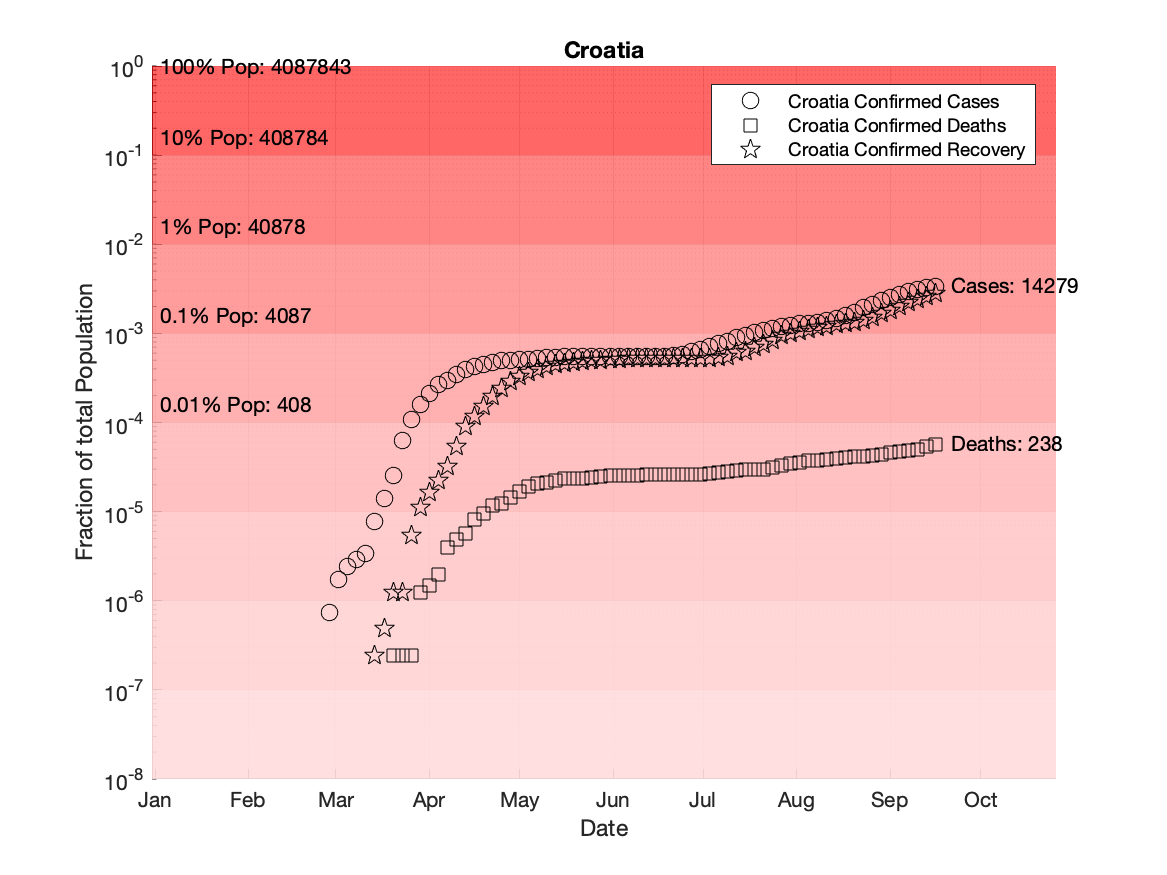 Croatia
10^0
100% Pop: 4087843
Croatia Confirmed Cases
Croatia Confirmed Deaths
Croatia Confirmed Recovery
10% Pop: 408784
10^-1
1% Pop: 40878
10^-2
Cases: 14279
0.1% Pop: 4087
10^-3
0.01% Pop: 408
10^-4
Deaths: 238
10^-5
10^-6
10^-7
10^-8
Fraction of total Population
Jan Feb Mar Apr May Jun Jul Aug Sep Oct
Date